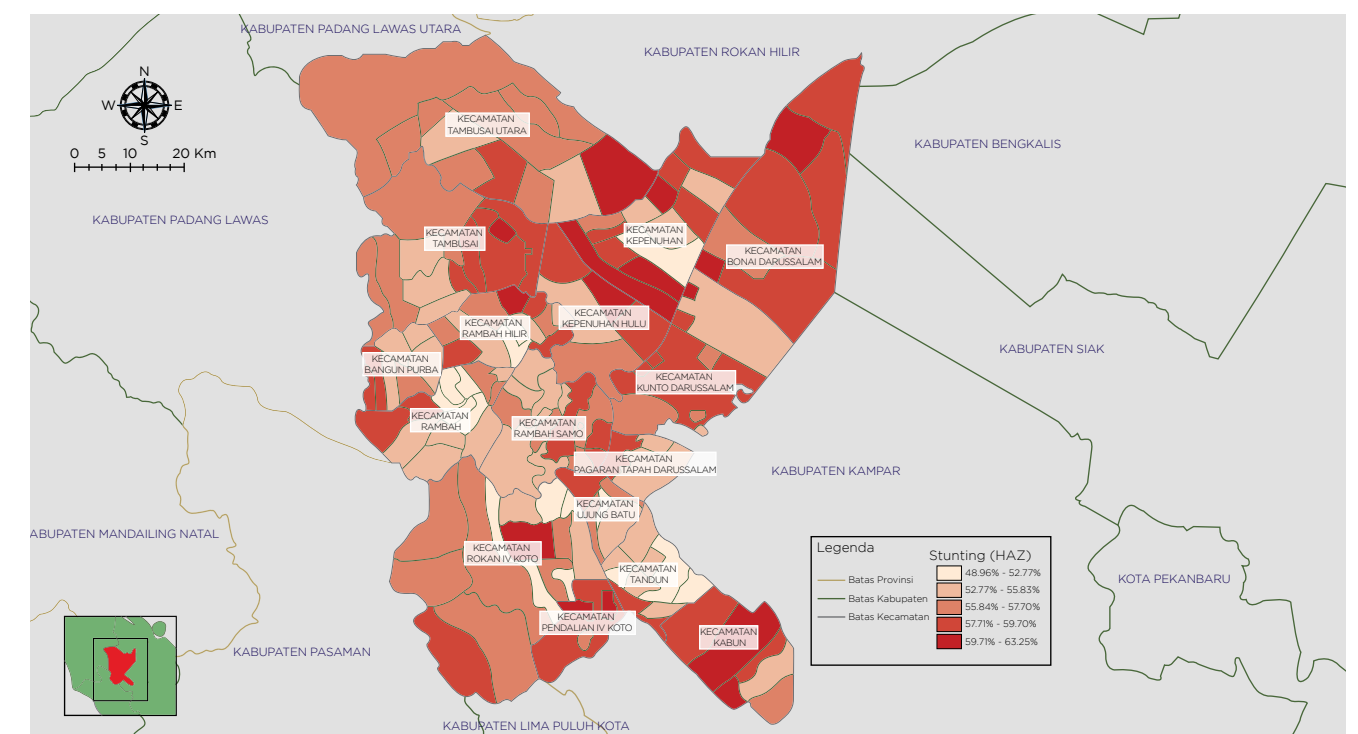 KABUPATEN PADANG LAWAS UTARA
KABUPATEN ROKAN HILIR
N
W
E
S
0 5 10 20 Km
KECAMATAN
TAMBUSAI UTARA
KABUPATEN BENGKALIS
KABUPATEN PADANG LAWAS
KECAMATAN
TAMBUSAI
KECAMATAN
KEPENUHAN
KECAMATAN
BONAI DARUSSALAM
KECAMATAN
RAMBAH HILIR
KECAMATAN
KEPENUHAN HULU
KABUPATEN SIAK
KECAMATAN
BANGUN PURBA
KECAMATAN
KUNTO DARUSSALAM
KECAMATAN
RAMBAH
KECAMATAN
RAMBAH SAMO
KECAMATAN
PAGARAN TAPAH DARUSSALAM
KABUPATEN KAMPAR
KECAMATAN
UJUNG BATU
ABUPATEN MANDAILING NATAL
KECAMATAN
ROKAN IV KOTO
KECAMATAN
TANDUN
KOTA PEKANBARU
KECAMATAN
PENDALIAN IV KOTO
KECAMATAN
KABUN
KABUPATEN PASAMAN
KABUPATEN LIMA PULUH KOTA
Legenda
Batas Provinsi
Batas Kabupaten
Batas Kecamatan
Stunting (HAZ)
48.96% - 52.77%
52.77% - 55.83%
55.84% - 57.70%
57.71% - 59.70%
59.71% - 63.25%